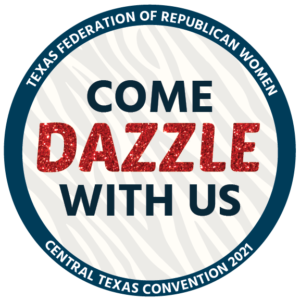 TEXAS FEDERATION OF REPUBLICAN WOMEN
COME
DAZZLE
WITH US
CENTRAL TEXAS CONVENTION 2021